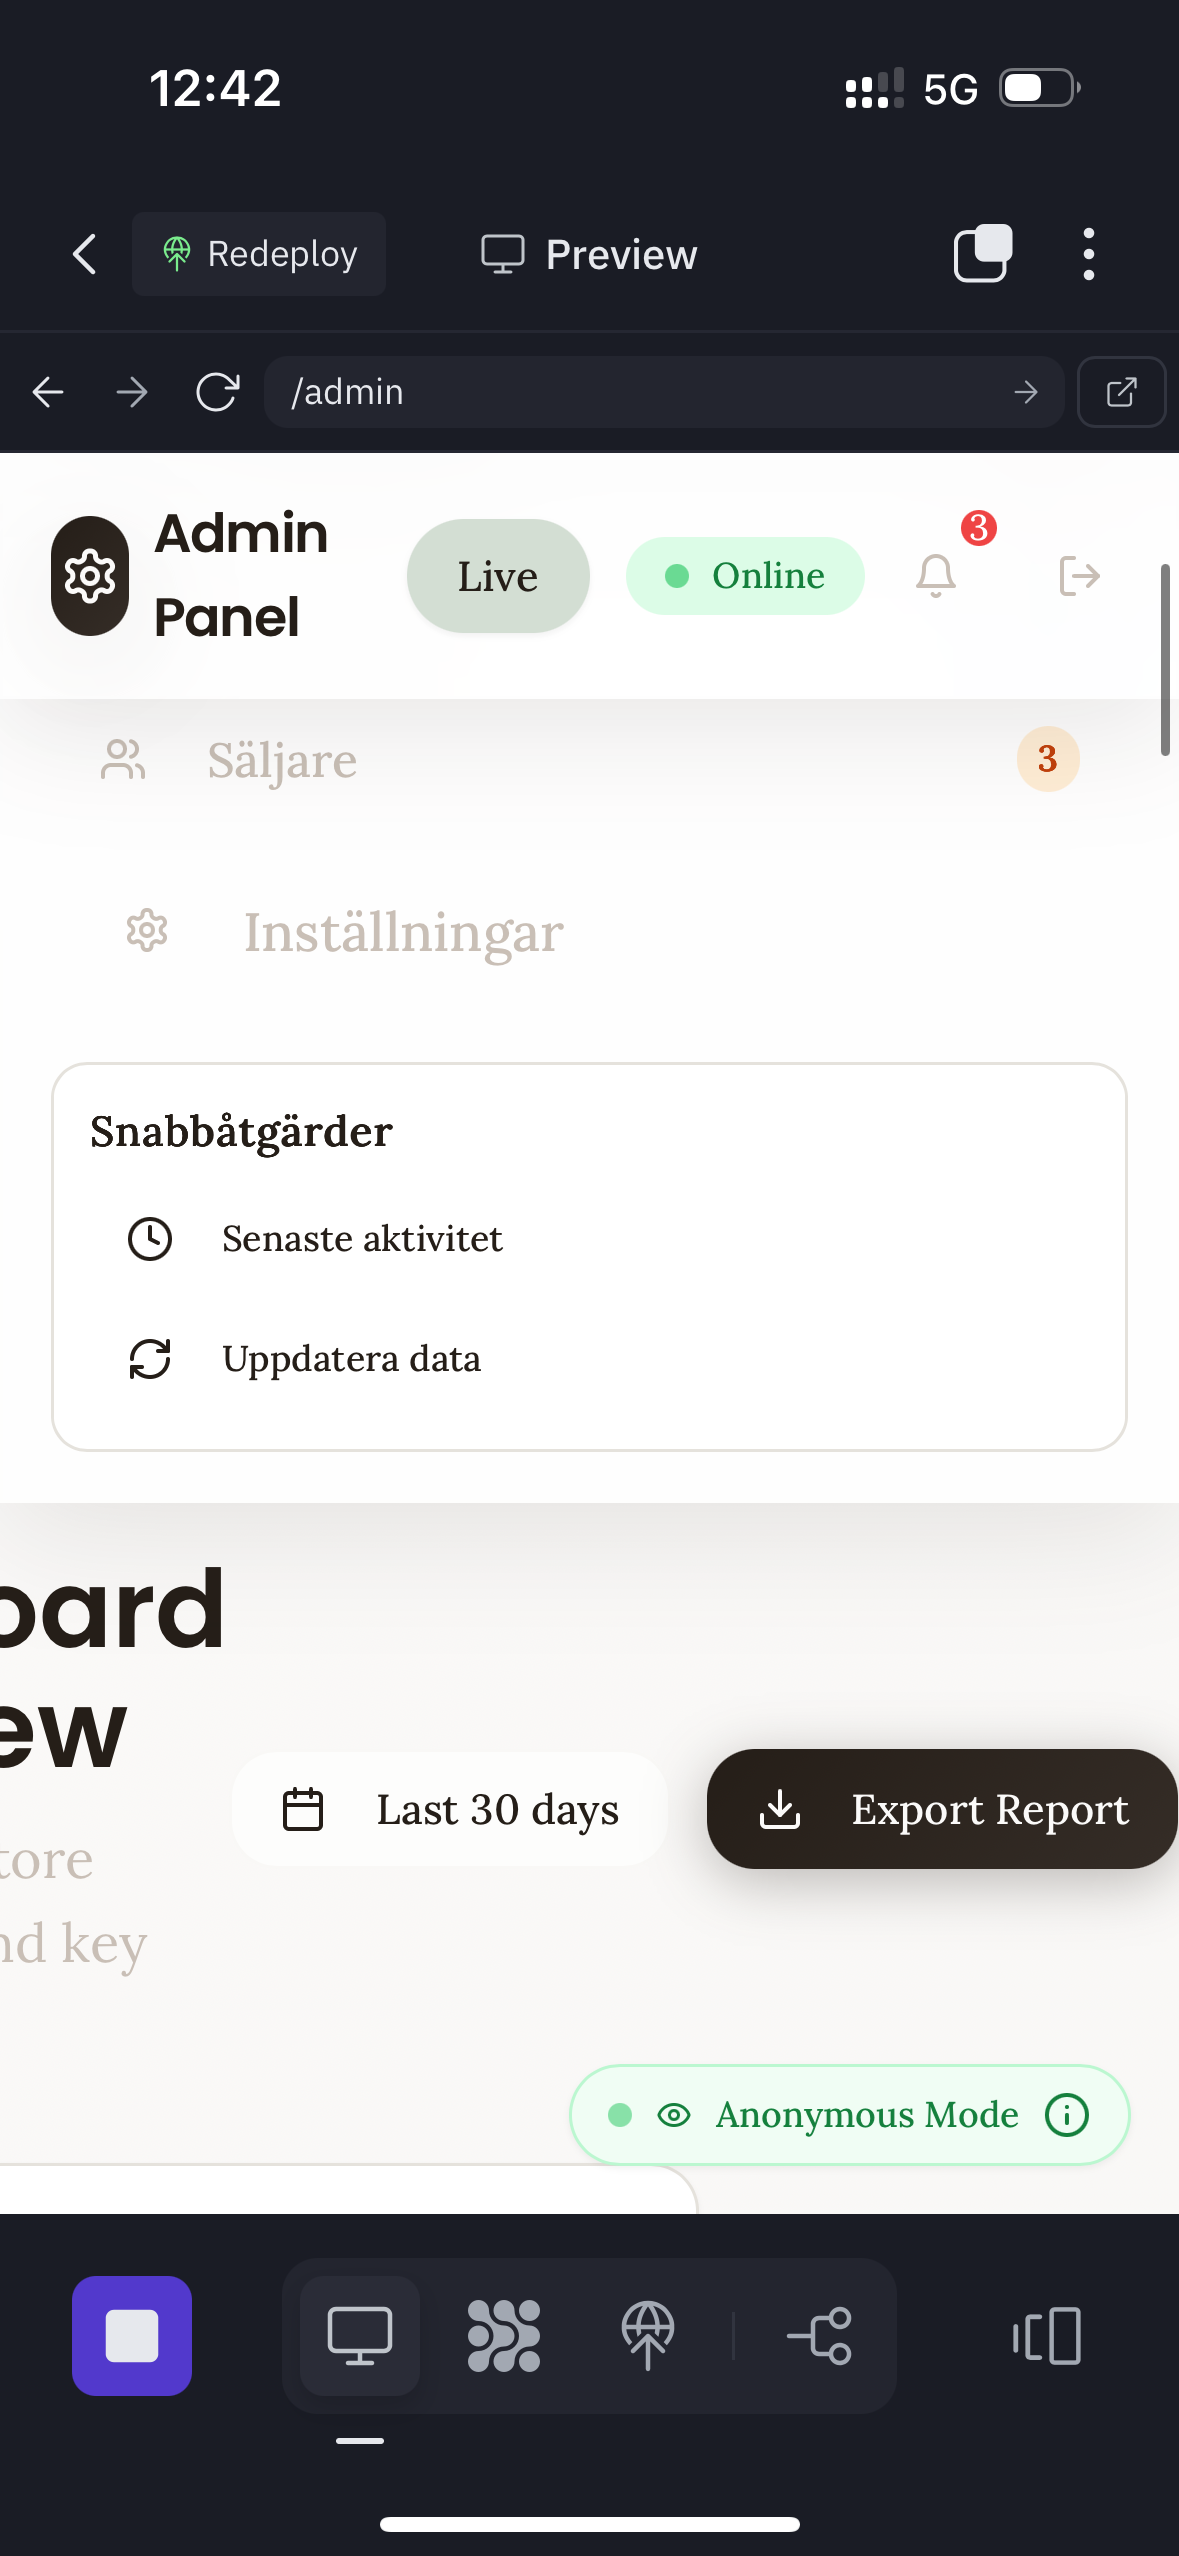 12:42
5G
Redeploy
Preview
/admin
Admin
Panel
Live
Online
3
Säljare
3
Inställningar
Snabbåtgärder
Senaste aktivitet
Uppdatera data
oard
ew
Last 30 days
Export Report
tore
nd key
Anonymous Mode